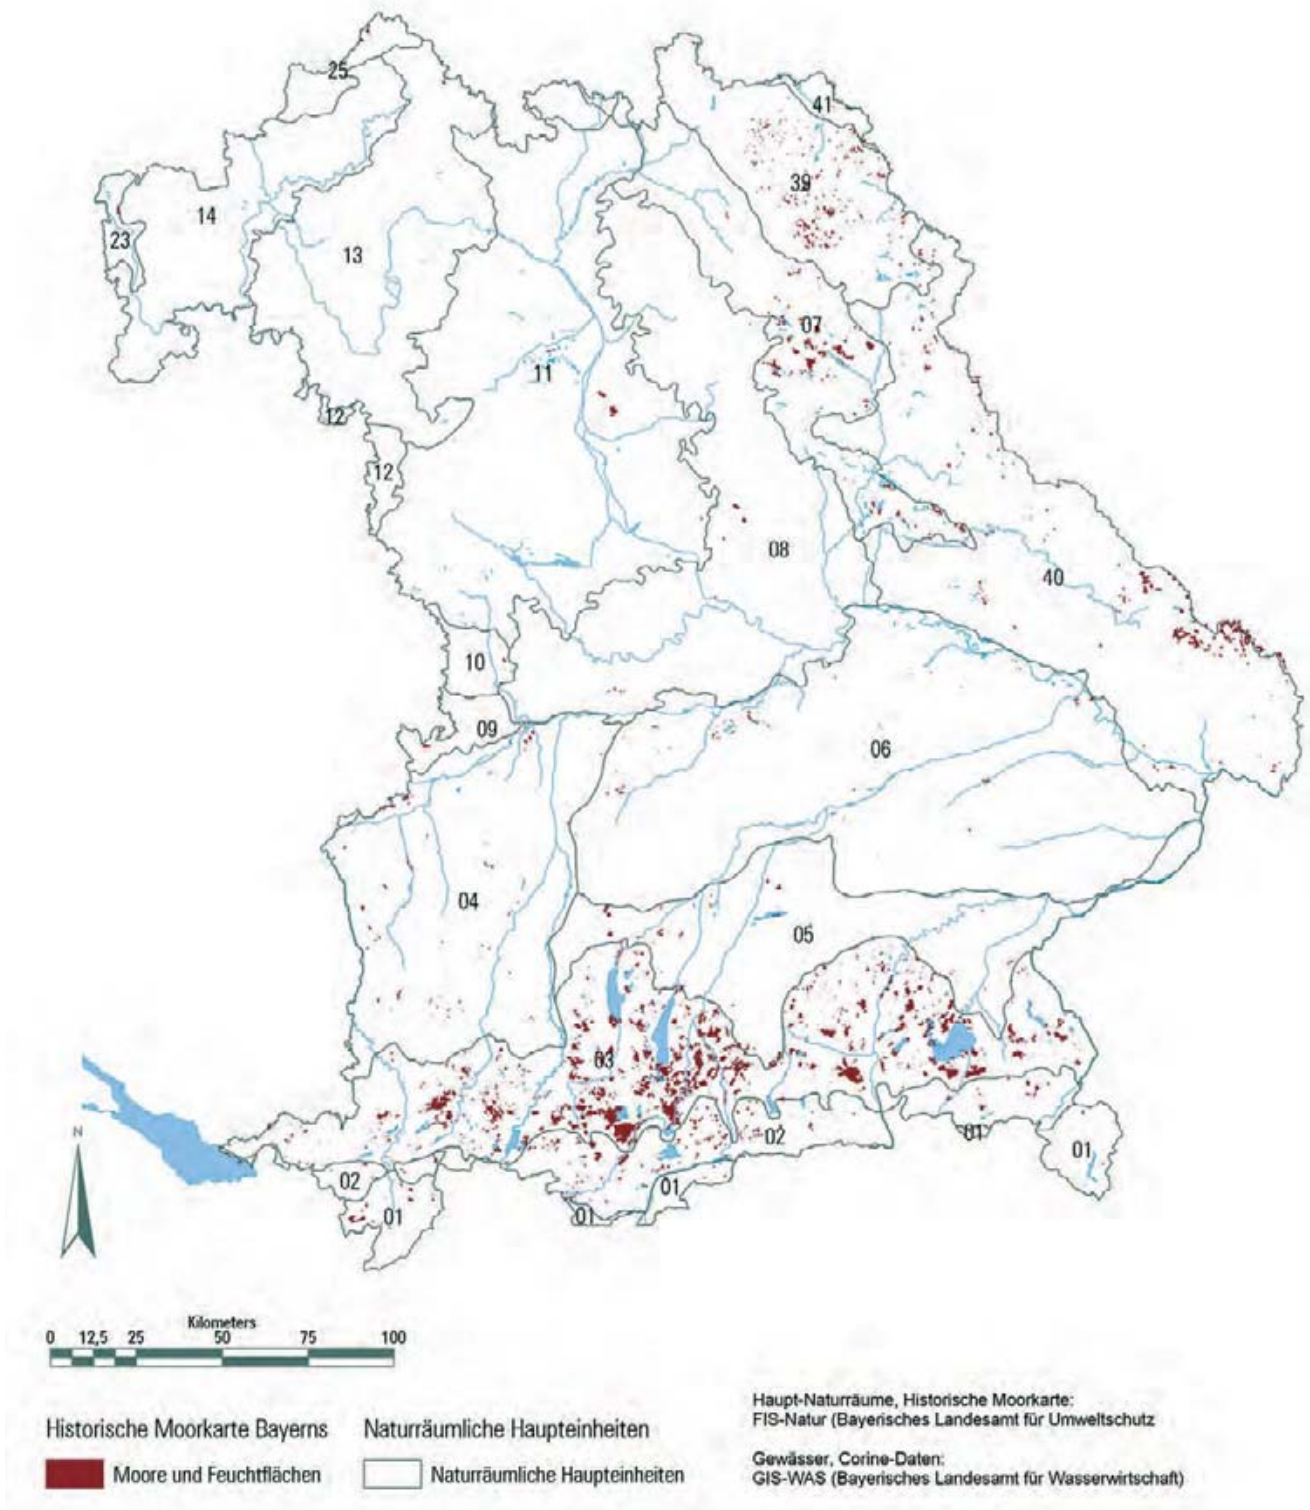 25
41
39
14
23
13
07
11
12
12
08
40
10
09
06
04
05
03
02
01
01
N
02
01
01
01
Kilometers
0 12,5 25 50 75 100
Historische Moorkarte Bayerns
Moore und Feuchtflächen
Naturräumliche Haupteinheiten
Naturräumliche Haupteinheiten
Haupt-Naturräume, Historische Moorkarte:
FIS-Natur (Bayerisches Landesamt für Umweltschutz
Gewässer, Corine-Daten:
GIS-WAS (Bayerisches Landesamt für Wasserwirtschaft)